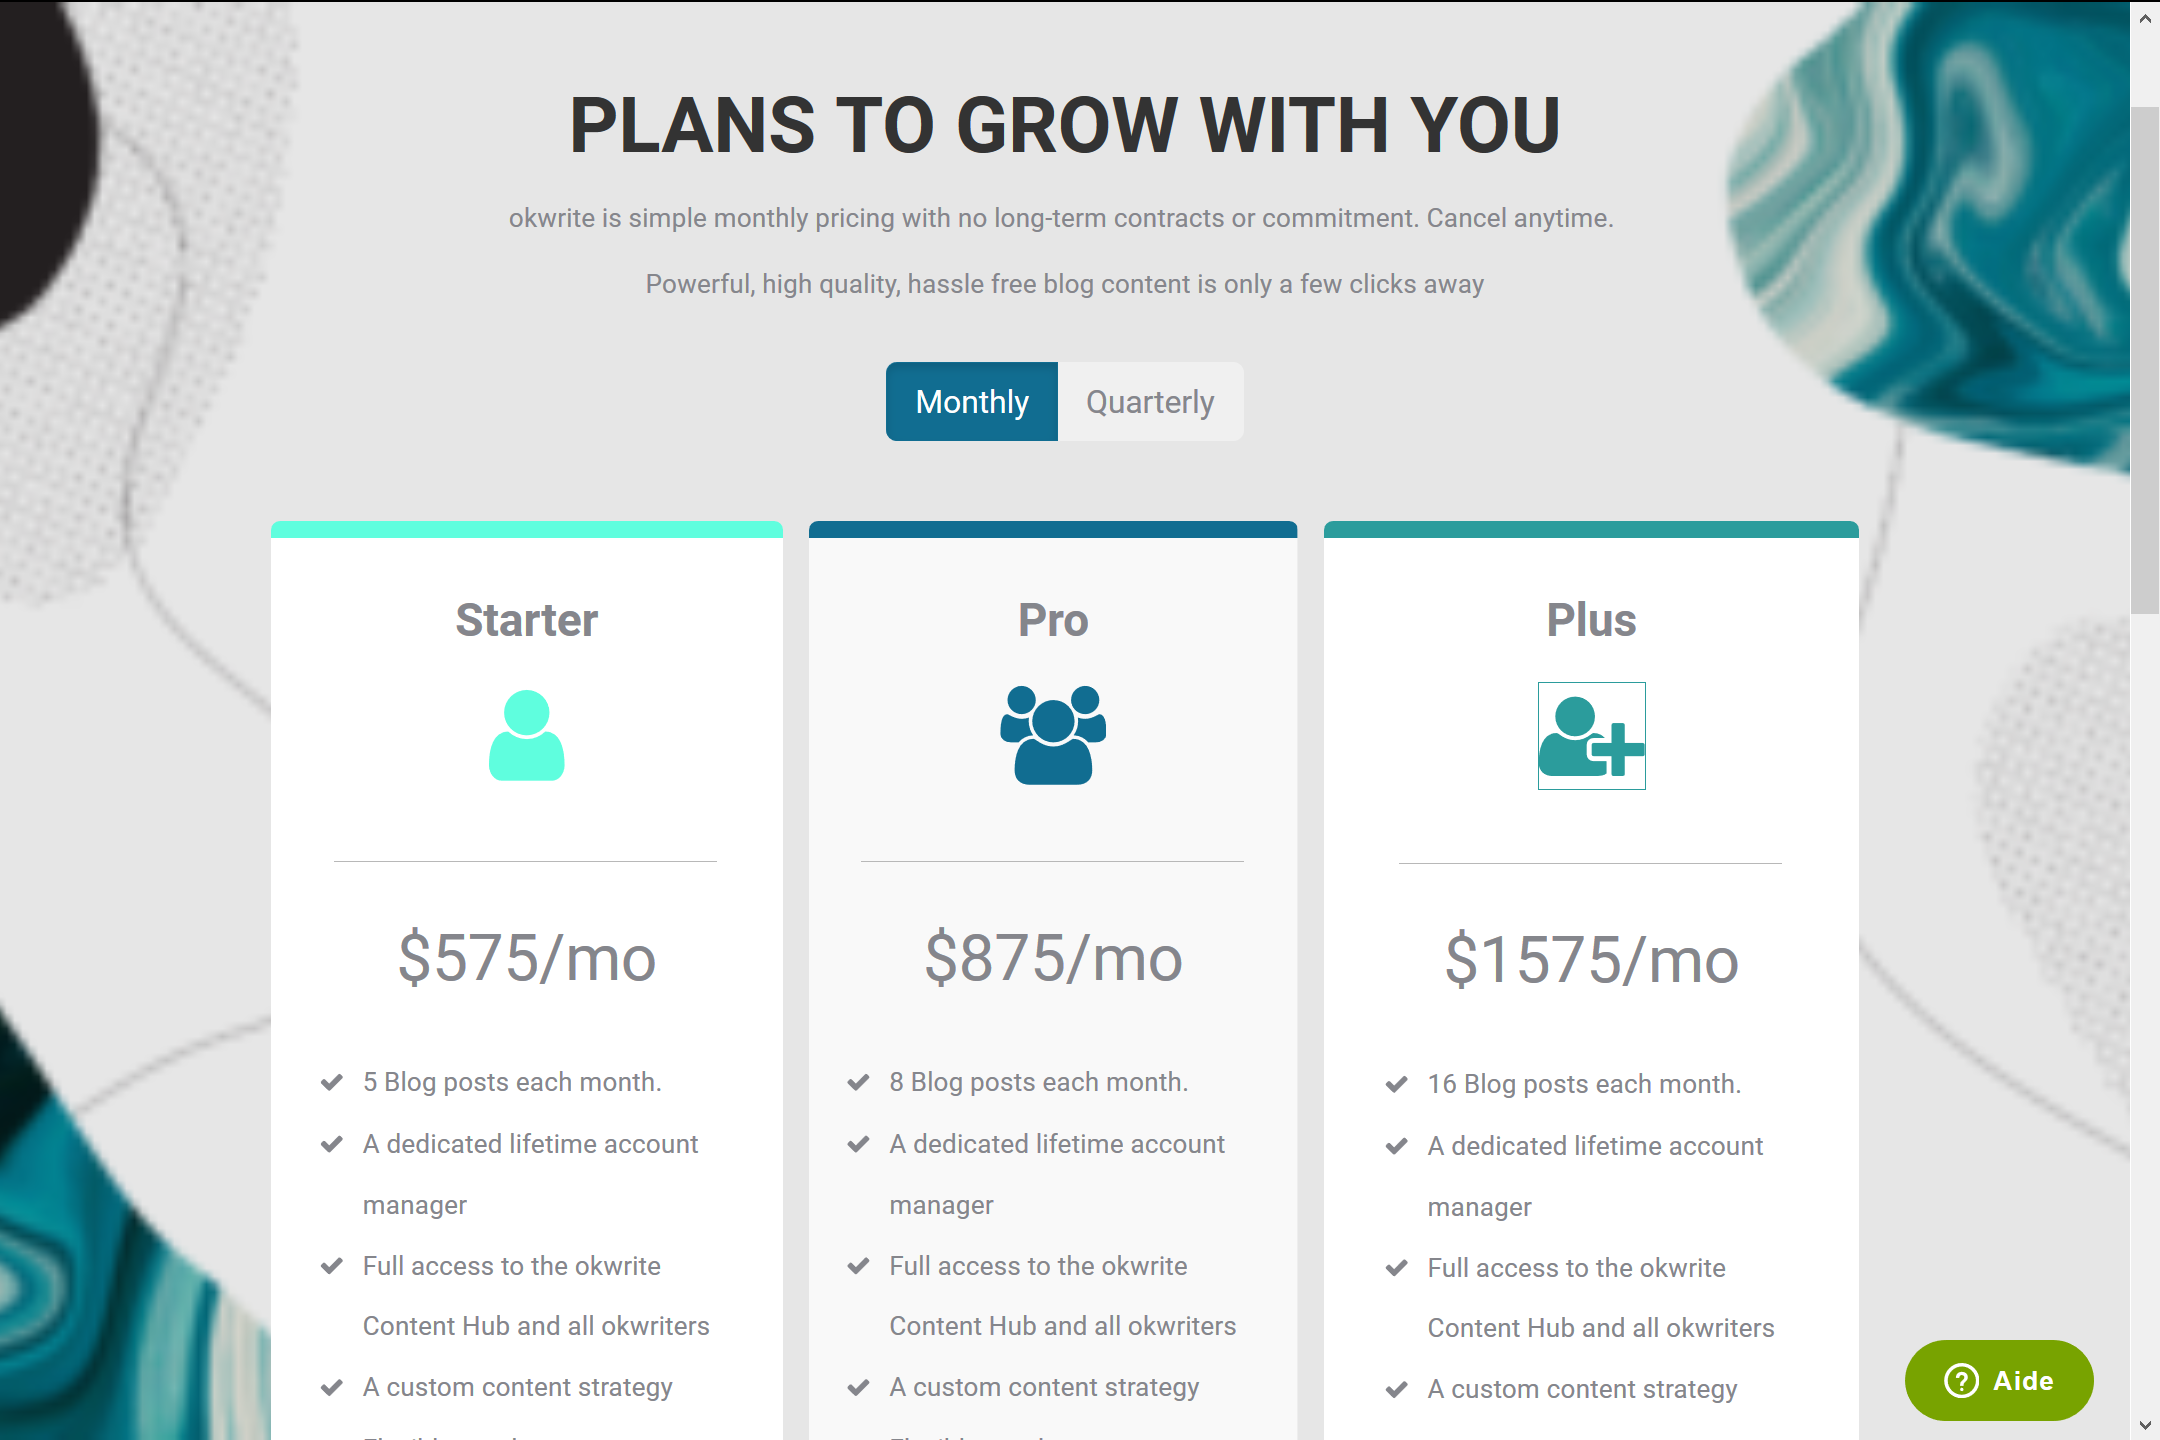 PLANS TO GROW WITH YOU
okwrite is simple monthly pricing with no long-term contracts or commitment. Cancel anytime.
Powerful, high quality, hassle free blog content is only a few clicks away
Monthly
Quarterly
Starter
$575/mo
5 Blog posts each month.
A dedicated lifetime account
manager
Full access to the okwrite
Content Hub and all okwriters
A custom content strategy
Pro
$875/mo
8 Blog posts each month.
A dedicated lifetime account
manager
Full access to the okwrite
Content Hub and all okwriters
A custom content strategy
Plus
$1575/mo
16 Blog posts each month.
A dedicated lifetime account
manager
Full access to the okwrite
Content Hub and all okwriters
A custom content strategy
Aide